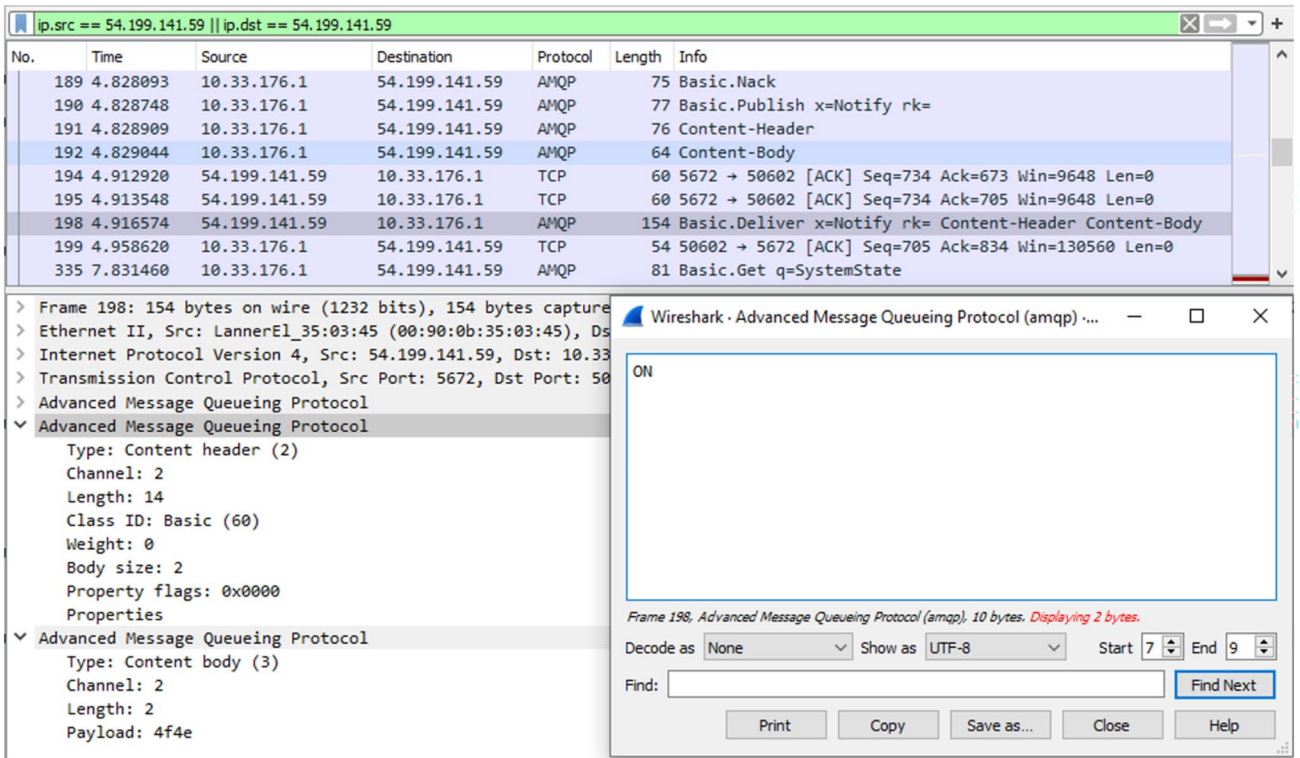 ip.src == 54.199.141.59 || ip.dst == 54.199.141.59
No. Time Source Destination Protocol Length Info
189 4.828093 10.33.176.1 54.199.141.59 AMQP 75 Basic.Nack
190 4.828748 10.33.176.1 54.199.141.59 AMQP 77 Basic.Publish x=Notify rk=
191 4.828909 10.33.176.1 54.199.141.59 AMQP 76 Content-Header
192 4.829044 10.33.176.1 54.199.141.59 AMQP 64 Content-Body
194 4.912920 54.199.141.59 10.33.176.1 TCP 60 5672 → 50602 [ACK] Seq=734 Ack=673 Win=9648 Len=0
195 4.913548 54.199.141.59 10.33.176.1 TCP 60 5672 → 50602 [ACK] Seq=734 Ack=705 Win=9648 Len=0
198 4.916574 54.199.141.59 10.33.176.1 AMQP 154 Basic.Deliver x=Notify rk= Content-Header Content-Body
199 4.958620 10.33.176.1 54.199.141.59 TCP 54 50602 → 5672 [ACK] Seq=705 Ack=834 Win=130560 Len=0
335 7.831460 10.33.176.1 54.199.141.59 AMQP 81 Basic.Get q=SystemState
Frame 198: 154 bytes on wire (1232 bits), 154 bytes capture
Ethernet II, Src: LannerEl_35:03:45 (00:90:0b:35:03:45), Ds
Internet Protocol Version 4, Src: 54.199.141.59, Dst: 10.33
Transmission Control Protocol, Src Port: 5672, Dst Port: 50
Advanced Message Queueing Protocol
Advanced Message Queueing Protocol
Type: Content header (2)
Channel: 2
Length: 14
Class ID: Basic (60)
Weight: 0
Body size: 2
Property flags: 0x0000
Properties
Advanced Message Queueing Protocol
Type: Content body (3)
Channel: 2
Length: 2
Payload: 4f4e
Wireshark · Advanced Message Queueing Protocol (amqp) ·...
ON
Frame 198, Advanced Message Queueing Protocol (amqp), 10 bytes. Displaying 2 bytes.
Decode as None Show as UTF-8 Start 7 End 9
Find: Find Next
Print Copy Save as... Close Help